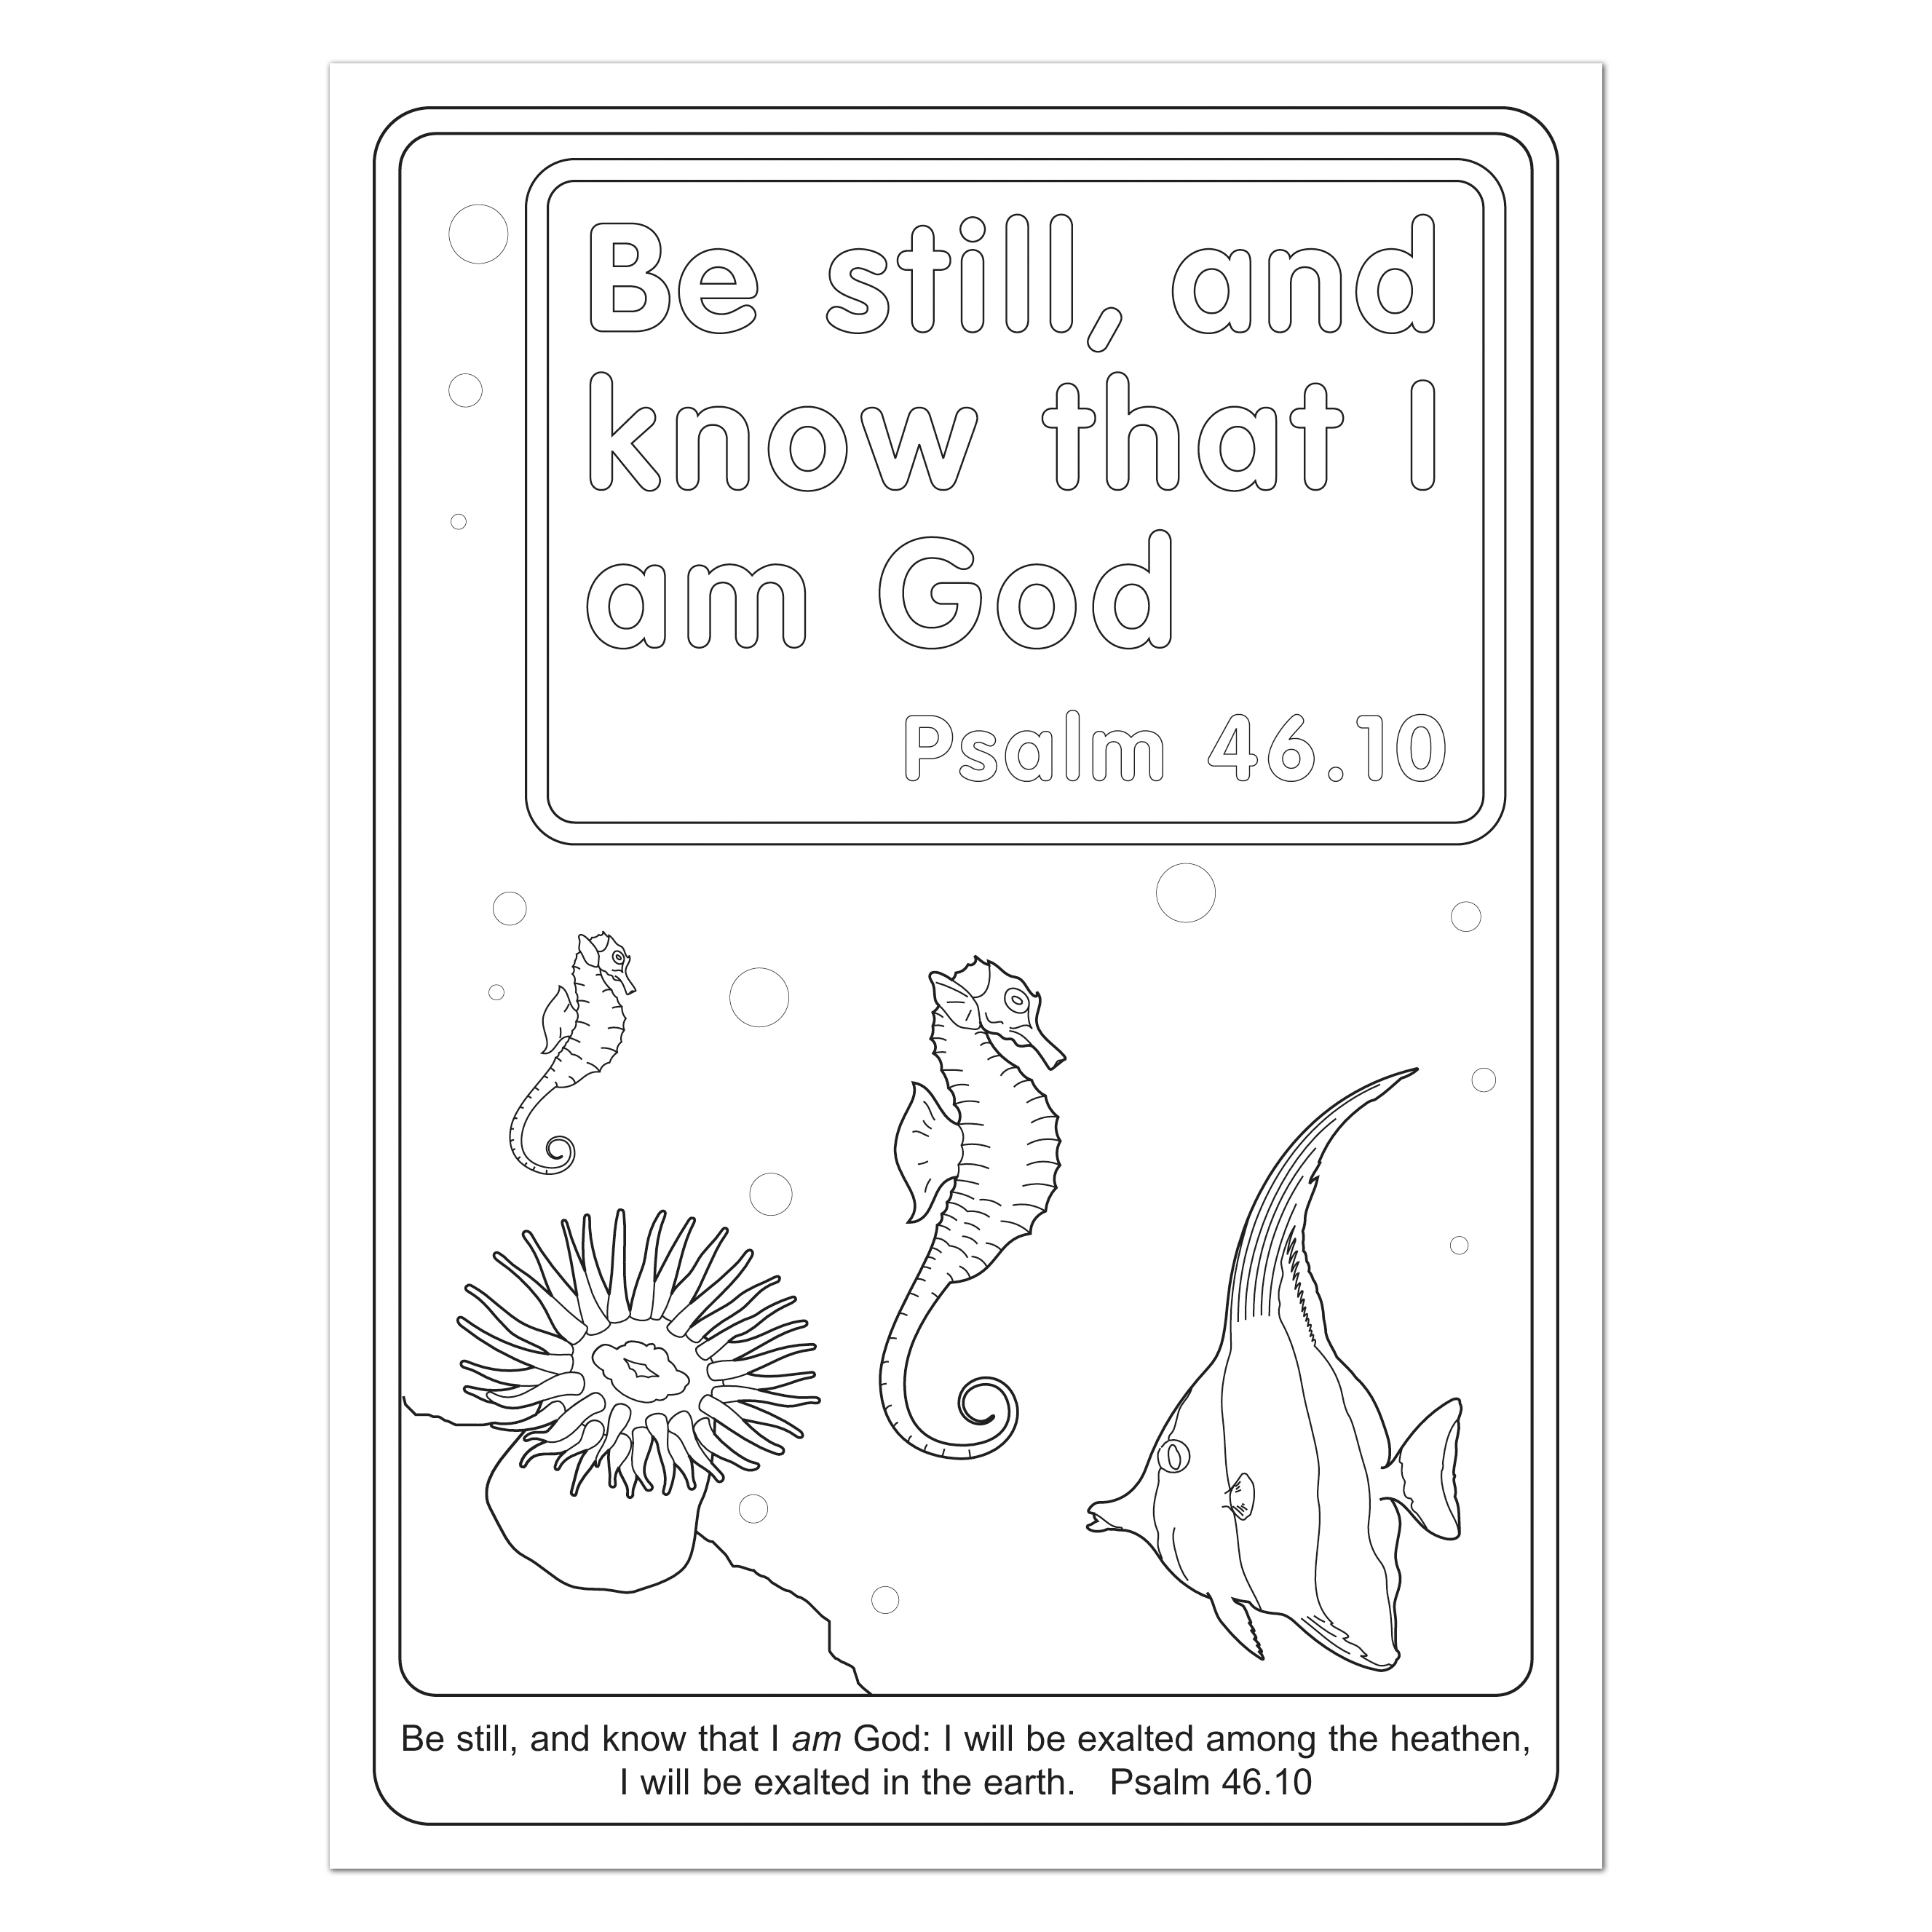 Be still, and
know that I
am God
Psalm 46.10
Be still, and know that I am God: I will be exalted among the heathen,
I will be exalted in the earth. Psalm 46.10